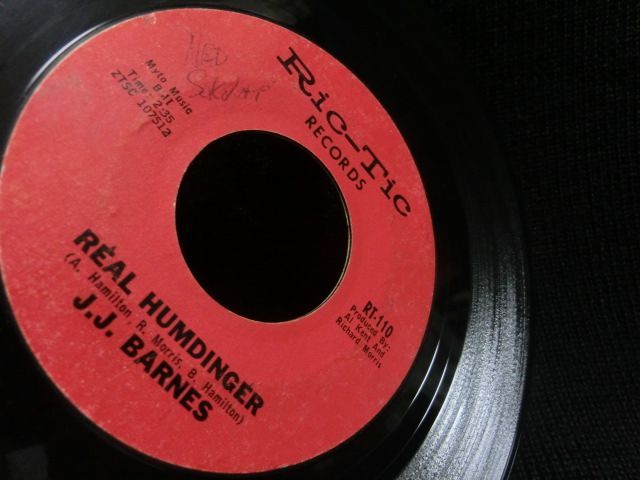 Ric-Tic
RECORDS
Myto Music
B M I
Time - 2:35
ZTSC 107512
RT-110
Produced By:
Al Kent And
Richard Morris
REAL HUMDINGER
(A. Hamilton, R. Morris, B. Hamilton)
J.J. BARNES